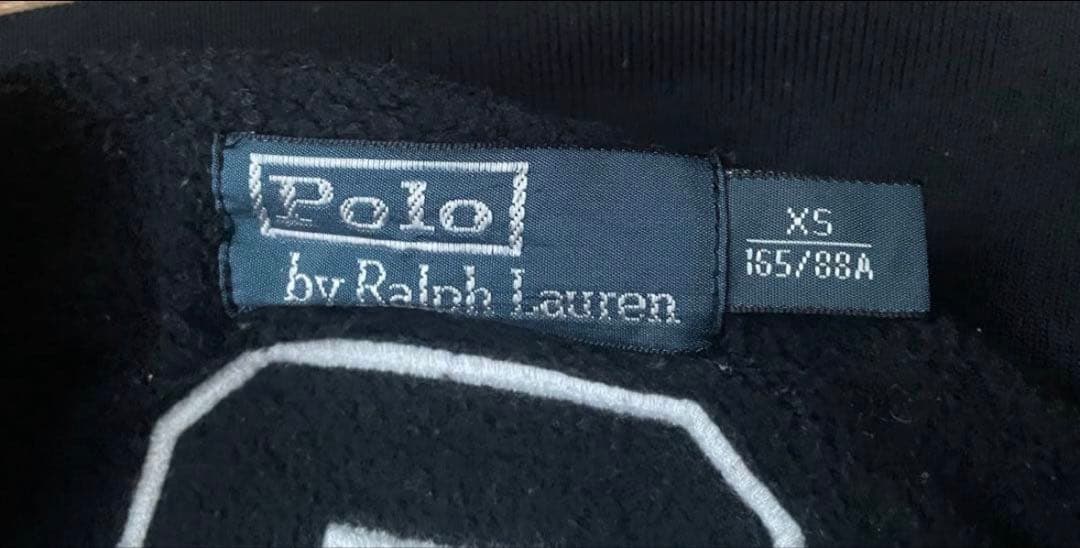 Polo
by Ralph Lauren
XS
165/88A